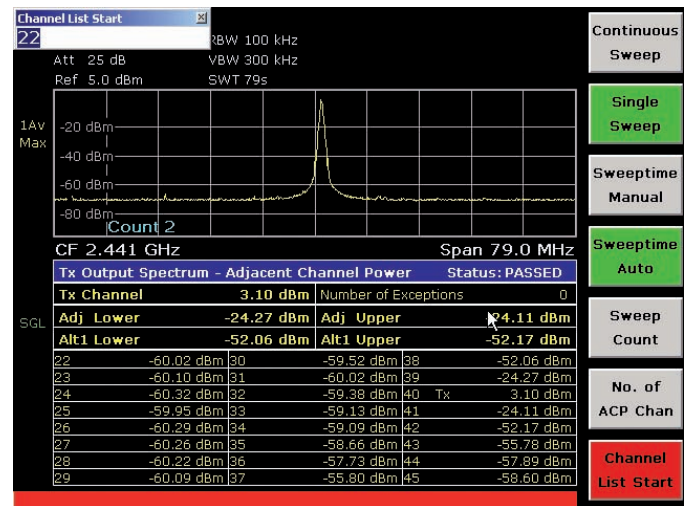 Channel List Start
22
RBW 100 kHz
Att 25 dB
VBW 300 kHz
Ref 5.0 dBm
SWT 79s
1Av
Max
-20 dBm
-40 dBm
-60 dBm
-80 dBm
Count 2
CF 2.441 GHz
Span 79.0 MHz
Tx Output Spectrum - Adjacent Channel Power Status: PASSED
Tx Channel 3.10 dBm Number of Exceptions 0
SGL
Adj Lower -24.27 dBm Adj Upper -24.11 dBm
Alt1 Lower -52.06 dBm Alt1 Upper -52.17 dBm
22 -60.02 dBm 30 -59.52 dBm 38 -52.06 dBm
23 -60.10 dBm 31 -60.02 dBm 39 -24.27 dBm
24 -60.32 dBm 32 -59.38 dBm 40 Tx 3.10 dBm
25 -59.95 dBm 33 -59.13 dBm 41 -24.11 dBm
26 -60.29 dBm 34 -59.09 dBm 42 -52.17 dBm
27 -60.26 dBm 35 -58.66 dBm 43 -55.78 dBm
28 -60.22 dBm 36 -57.73 dBm 44 -57.89 dBm
29 -60.09 dBm 37 -55.80 dBm 45 -58.60 dBm
Continuous
Sweep
Single
Sweep
Sweeptime
Manual
Sweeptime
Auto
Sweep
Count
No. of
ACP Chan
Channel
List Start